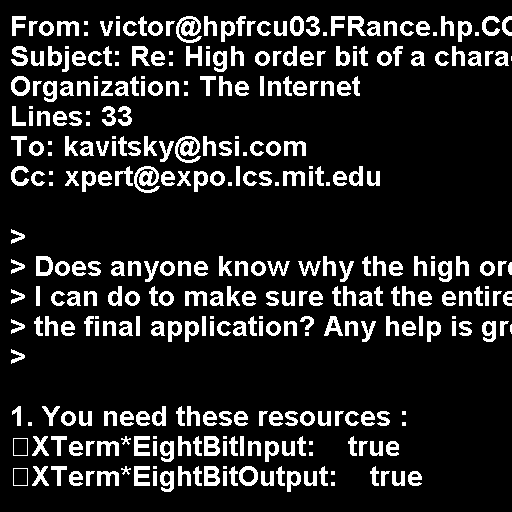 From: victor@hpfrcu03.FRance.hp.CO
Subject: Re: High order bit of a chara
Organization: The Internet
Lines: 33
To: kavitsky@hsi.com
Cc: xpert@expo.lcs.mit.edu

>
> Does anyone know why the high ord
> I can do to make sure that the entire
> the final application? Any help is gre
>

1. You need these resources :
□XTerm*EightBitInput:    true
□XTerm*EightBitOutput:    true